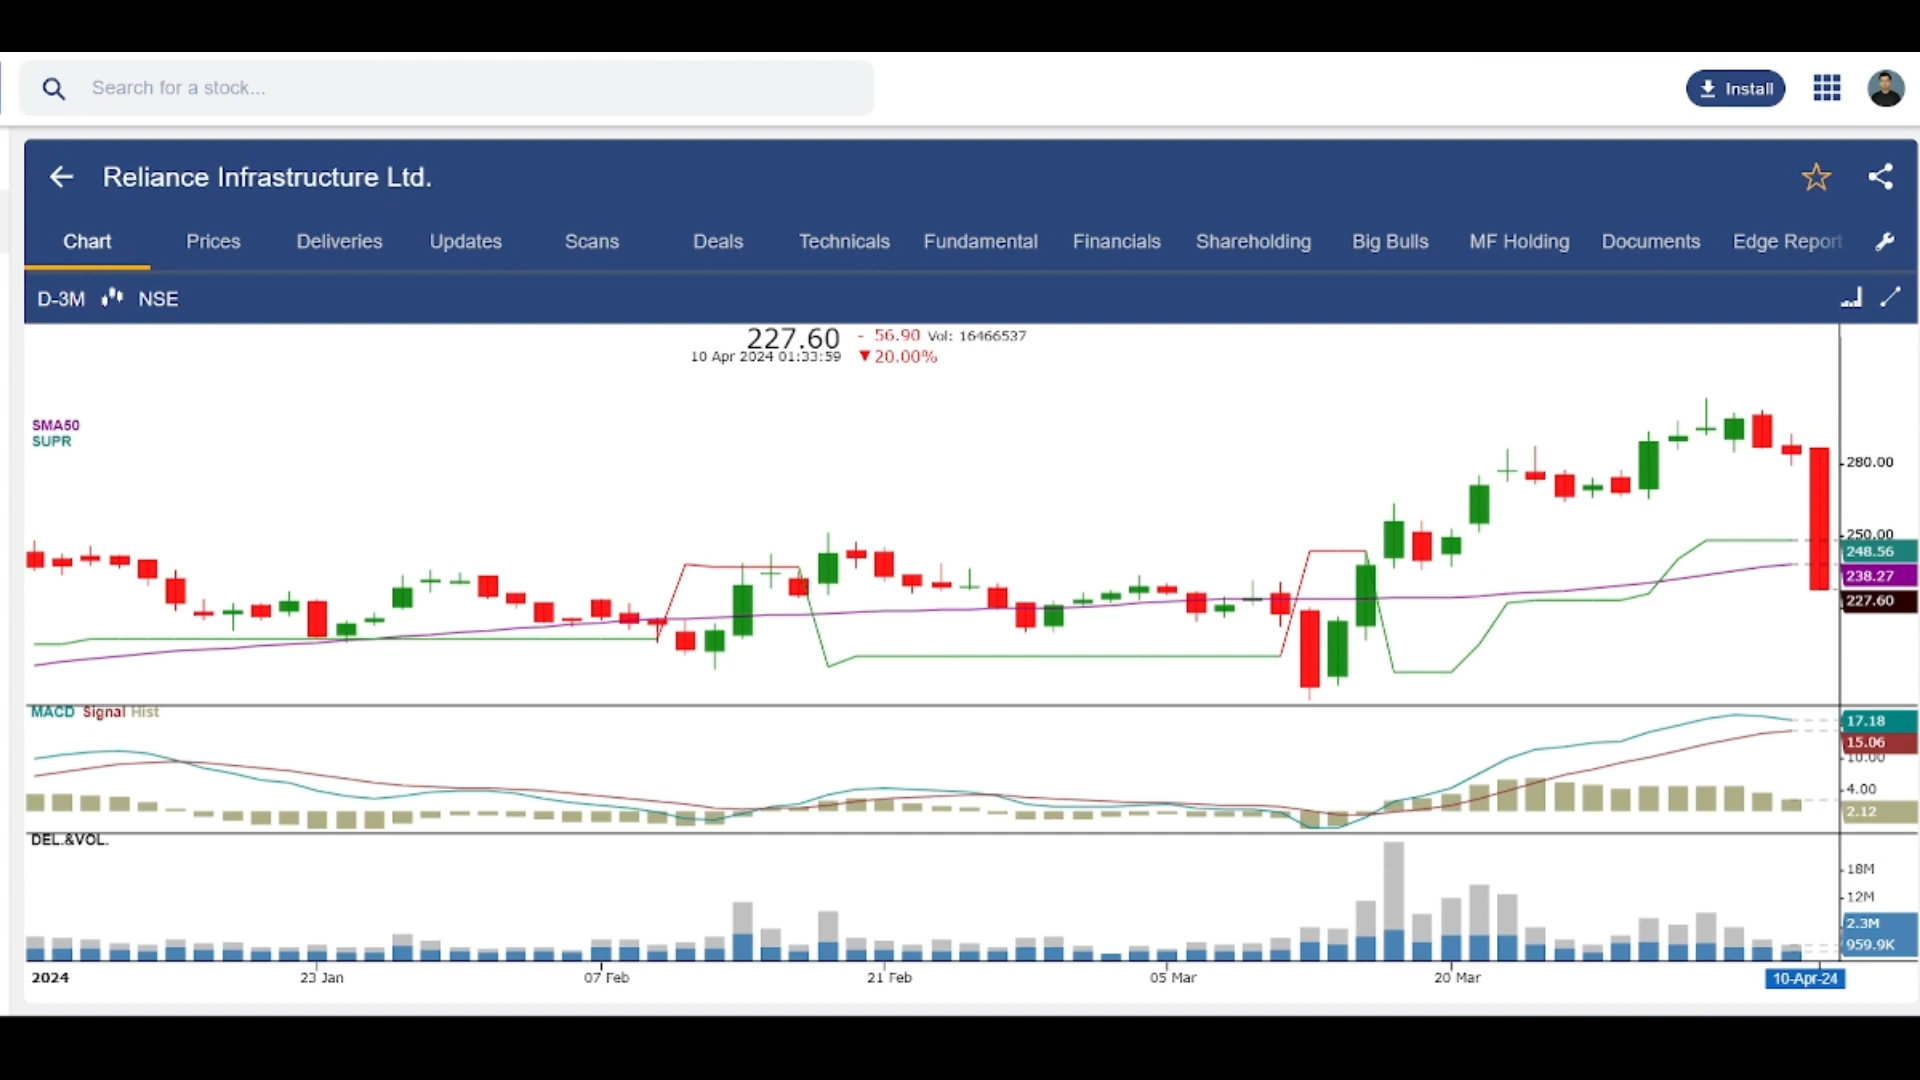 Search for a stock...
Install
Reliance Infrastructure Ltd.
Chart Prices Deliveries Updates Scans Deals Technicals Fundamental Financials Shareholding Big Bulls MF Holding Documents Edge Report
D-3M NSE
227.60 - 56.90 Vol: 16466537
10 Apr 2024 01:33:59 ▼20.00%
SMA50
SUPR
280.00
250.00
248.56
238.27
227.60
MACD Signal Hist
17.18
15.06
10.00
4.00
2.12
DEL.&VOL.
18M
12M
2.3M
959.9K
2024 23 Jan 07 Feb 21 Feb 05 Mar 20 Mar 10-Apr-24